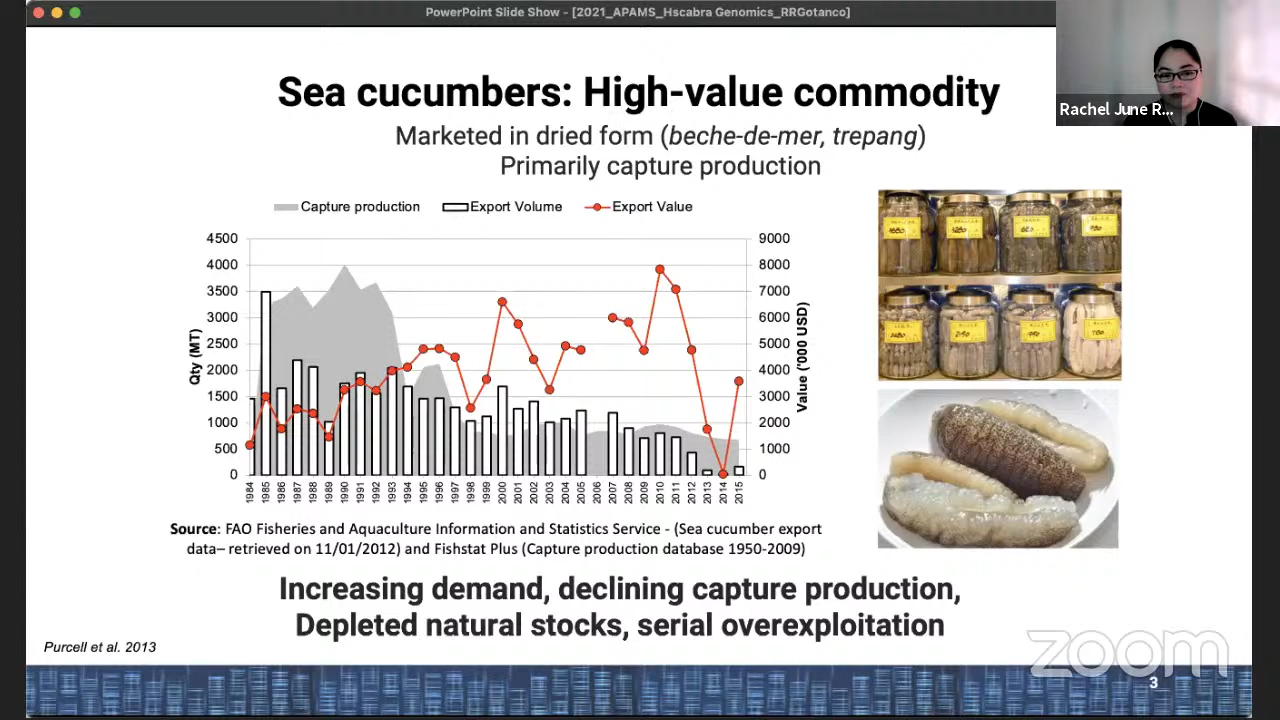 PowerPoint Slide Show - [2021_APAMS_Hscabra Genomics_RRGotanco]
Rachel June R...
Sea cucumbers: High-value commodity
Marketed in dried form (beche-de-mer, trepang)
Primarily capture production
Capture production Export Volume Export Value
4500 9000
4000 8000
3500 7000
3000 6000
2500 5000
2000 4000
1500 3000
1000 2000
500 1000
0 0
Qty (MT)
Value ('000 USD)
1984 1985 1986 1987 1988 1989 1990 1991 1992 1993 1994 1995 1996 1997 1998 1999 2000 2001 2002 2003 2004 2005 2006 2007 2008 2009 2010 2011 2012 2013 2014 2015
Source: FAO Fisheries and Aquaculture Information and Statistics Service - (Sea cucumber export
data– retrieved on 11/01/2012) and Fishstat Plus (Capture production database 1950-2009)
Increasing demand, declining capture production,
Depleted natural stocks, serial overexploitation
Purcell et al. 2013
zoom
3